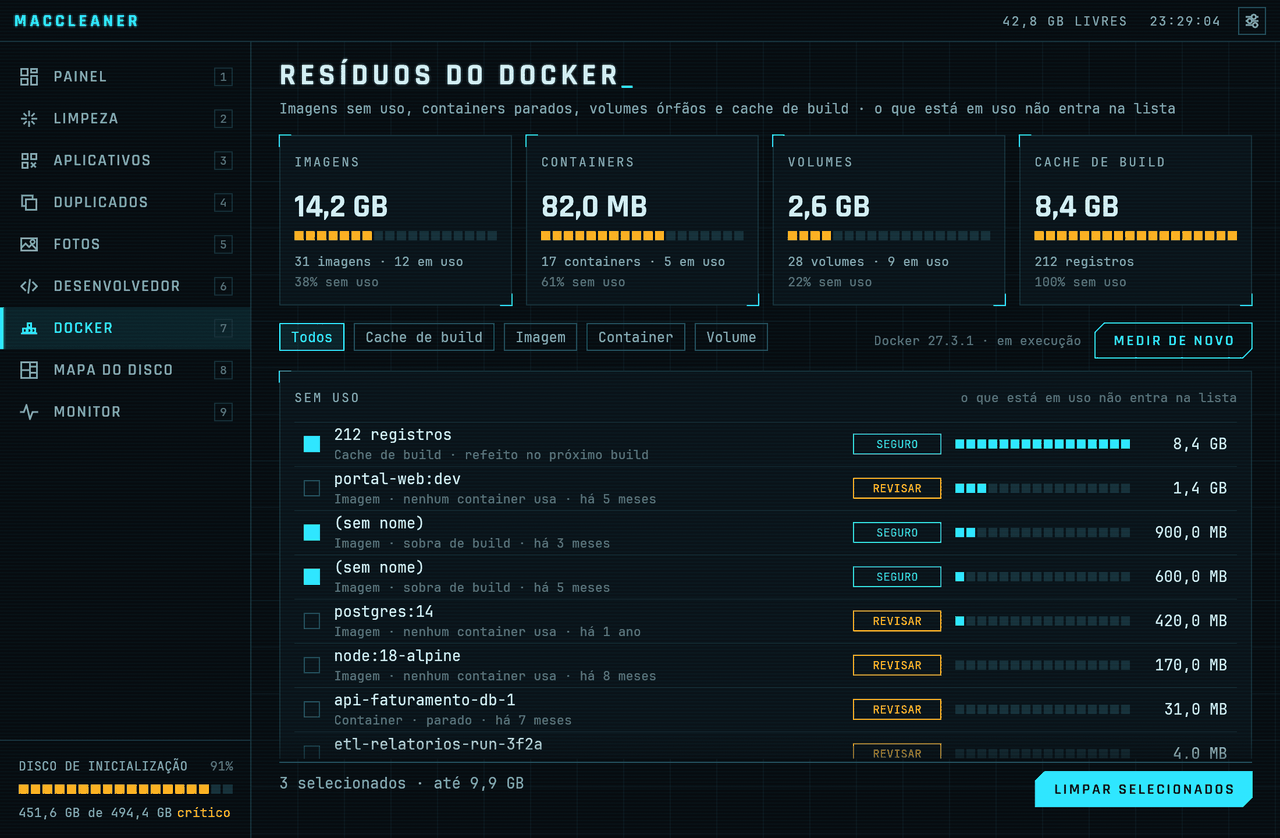 MACCLEANER
42,8 GB LIVRES 23:29:04
PAINEL 1
LIMPEZA 2
APLICATIVOS 3
DUPLICADOS 4
FOTOS 5
DESENVOLVEDOR 6
DOCKER 7
MAPA DO DISCO 8
MONITOR 9
DISCO DE INICIALIZAÇÃO 91%
451,6 GB de 494,4 GB crítico
RESÍDUOS DO DOCKER_
Imagens sem uso, containers parados, volumes órfãos e cache de build · o que está em uso não entra na lista
IMAGENS
14,2 GB
31 imagens · 12 em uso
38% sem uso
CONTAINERS
82,0 MB
17 containers · 5 em uso
61% sem uso
VOLUMES
2,6 GB
28 volumes · 9 em uso
22% sem uso
CACHE DE BUILD
8,4 GB
212 registros
100% sem uso
Todos Cache de build Imagem Container Volume
Docker 27.3.1 · em execução MEDIR DE NOVO
SEM USO o que está em uso não entra na lista
212 registros
Cache de build · refeito no próximo build
SEGURO 8,4 GB
portal-web:dev
Imagem · nenhum container usa · há 5 meses
REVISAR 1,4 GB
(sem nome)
Imagem · sobra de build · há 3 meses
SEGURO 900,0 MB
(sem nome)
Imagem · sobra de build · há 5 meses
SEGURO 600,0 MB
postgres:14
Imagem · nenhum container usa · há 1 ano
REVISAR 420,0 MB
node:18-alpine
Imagem · nenhum container usa · há 8 meses
REVISAR 170,0 MB
api-faturamento-db-1
Container · parado · há 7 meses
REVISAR 31,0 MB
etl-relatorios-run-3f2a
REVISAR 4,0 MB
3 selecionados · até 9,9 GB
LIMPAR SELECIONADOS